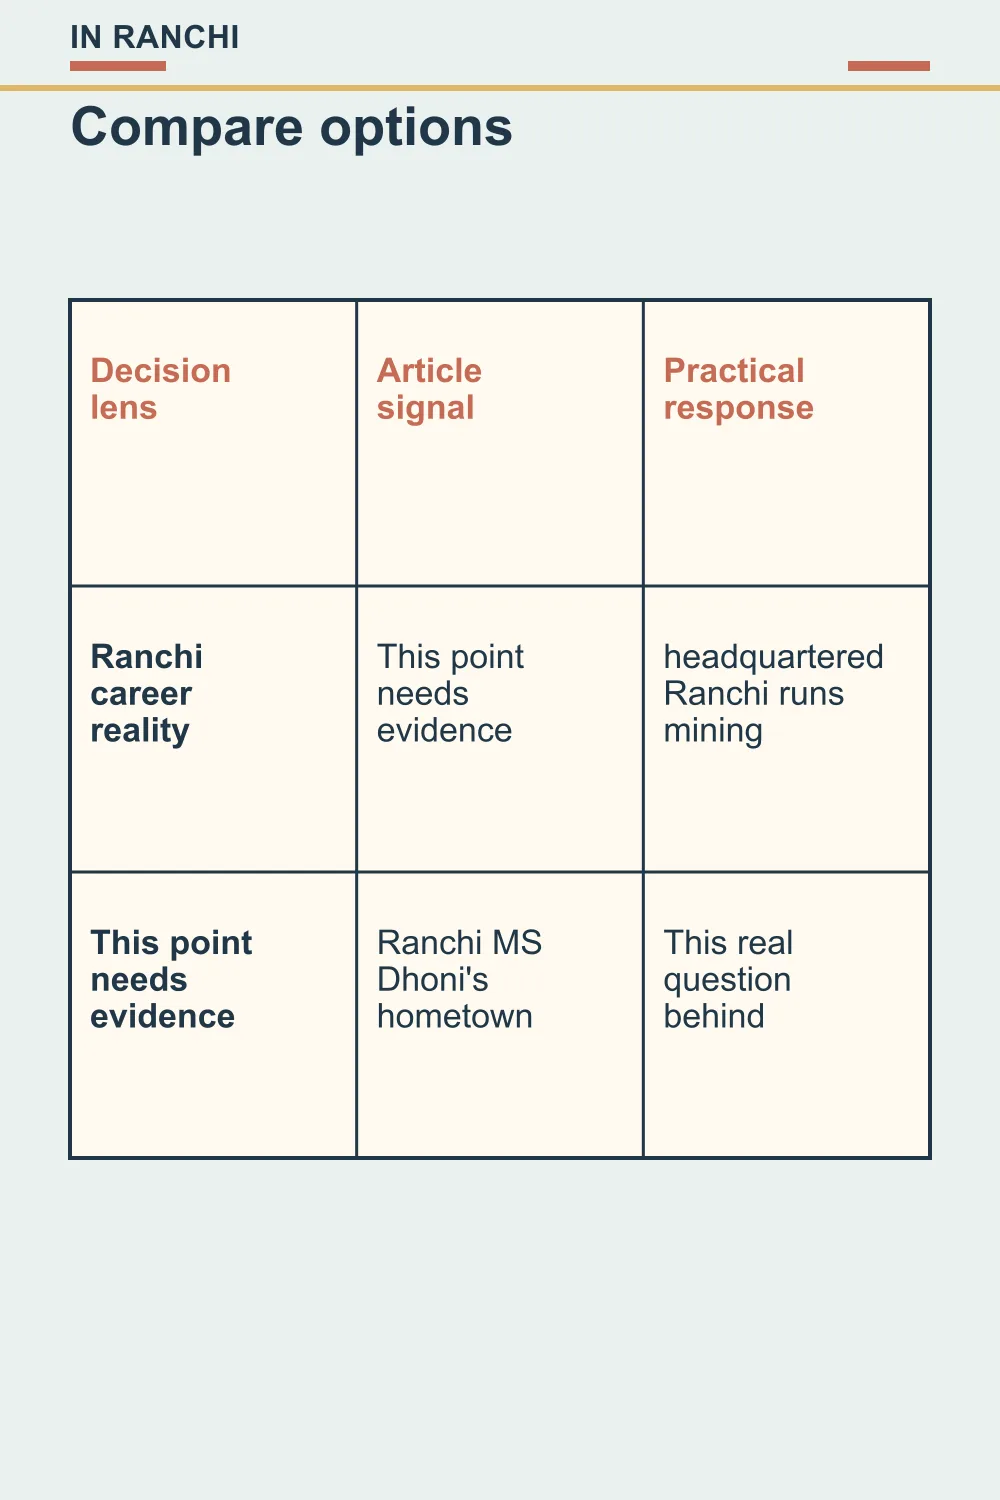 IN RANCHI
Compare options
Decision
lens
Article
signal
Practical
response
Ranchi
career
reality
This point
needs
evidence
headquartered
Ranchi runs
mining
This point
needs
evidence
Ranchi MS
Dhoni's
hometown
This real
question
behind